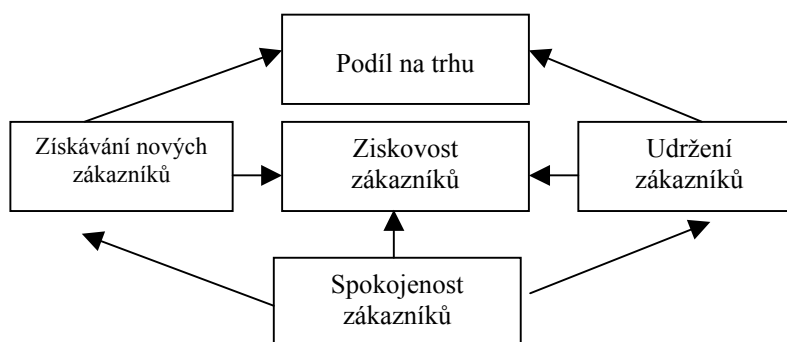 Podíl na trhu
Získávání nových
zákazníků
Ziskovost
zákazníků
Udržení
zákazníků
Spokojenost
zákazníků